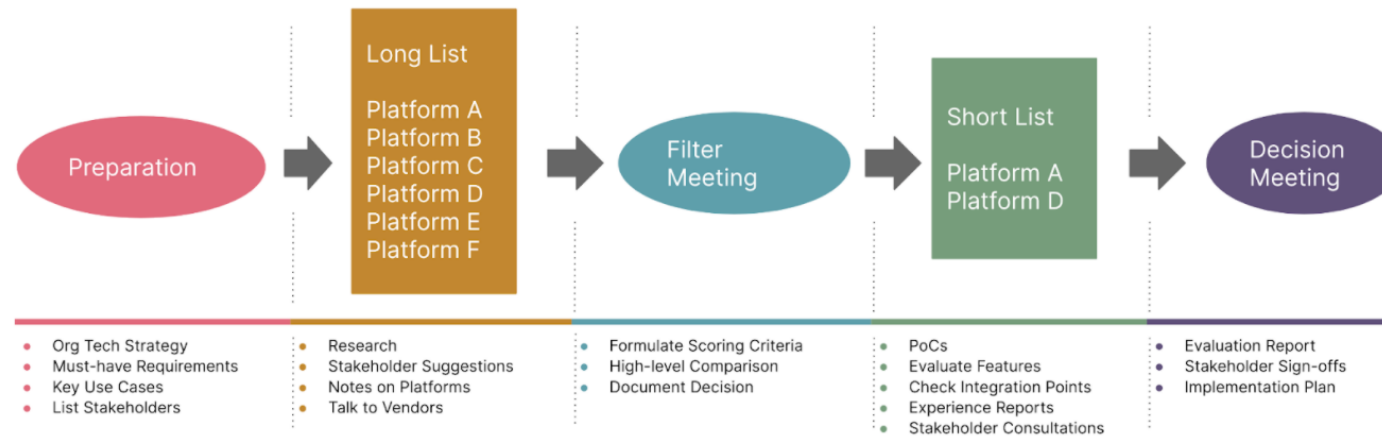 Preparation
Long List
Platform A
Platform B
Platform C
Platform D
Platform E
Platform F
Filter
Meeting
Short List
Platform A
Platform D
Decision
Meeting
Org Tech Strategy
Must-have Requirements
Key Use Cases
List Stakeholders
Research
Stakeholder Suggestions
Notes on Platforms
Talk to Vendors
Formulate Scoring Criteria
High-level Comparison
Document Decision
PoCs
Evaluate Features
Check Integration Points
Experience Reports
Stakeholder Consultations
Evaluation Report
Stakeholder Sign-offs
Implementation Plan